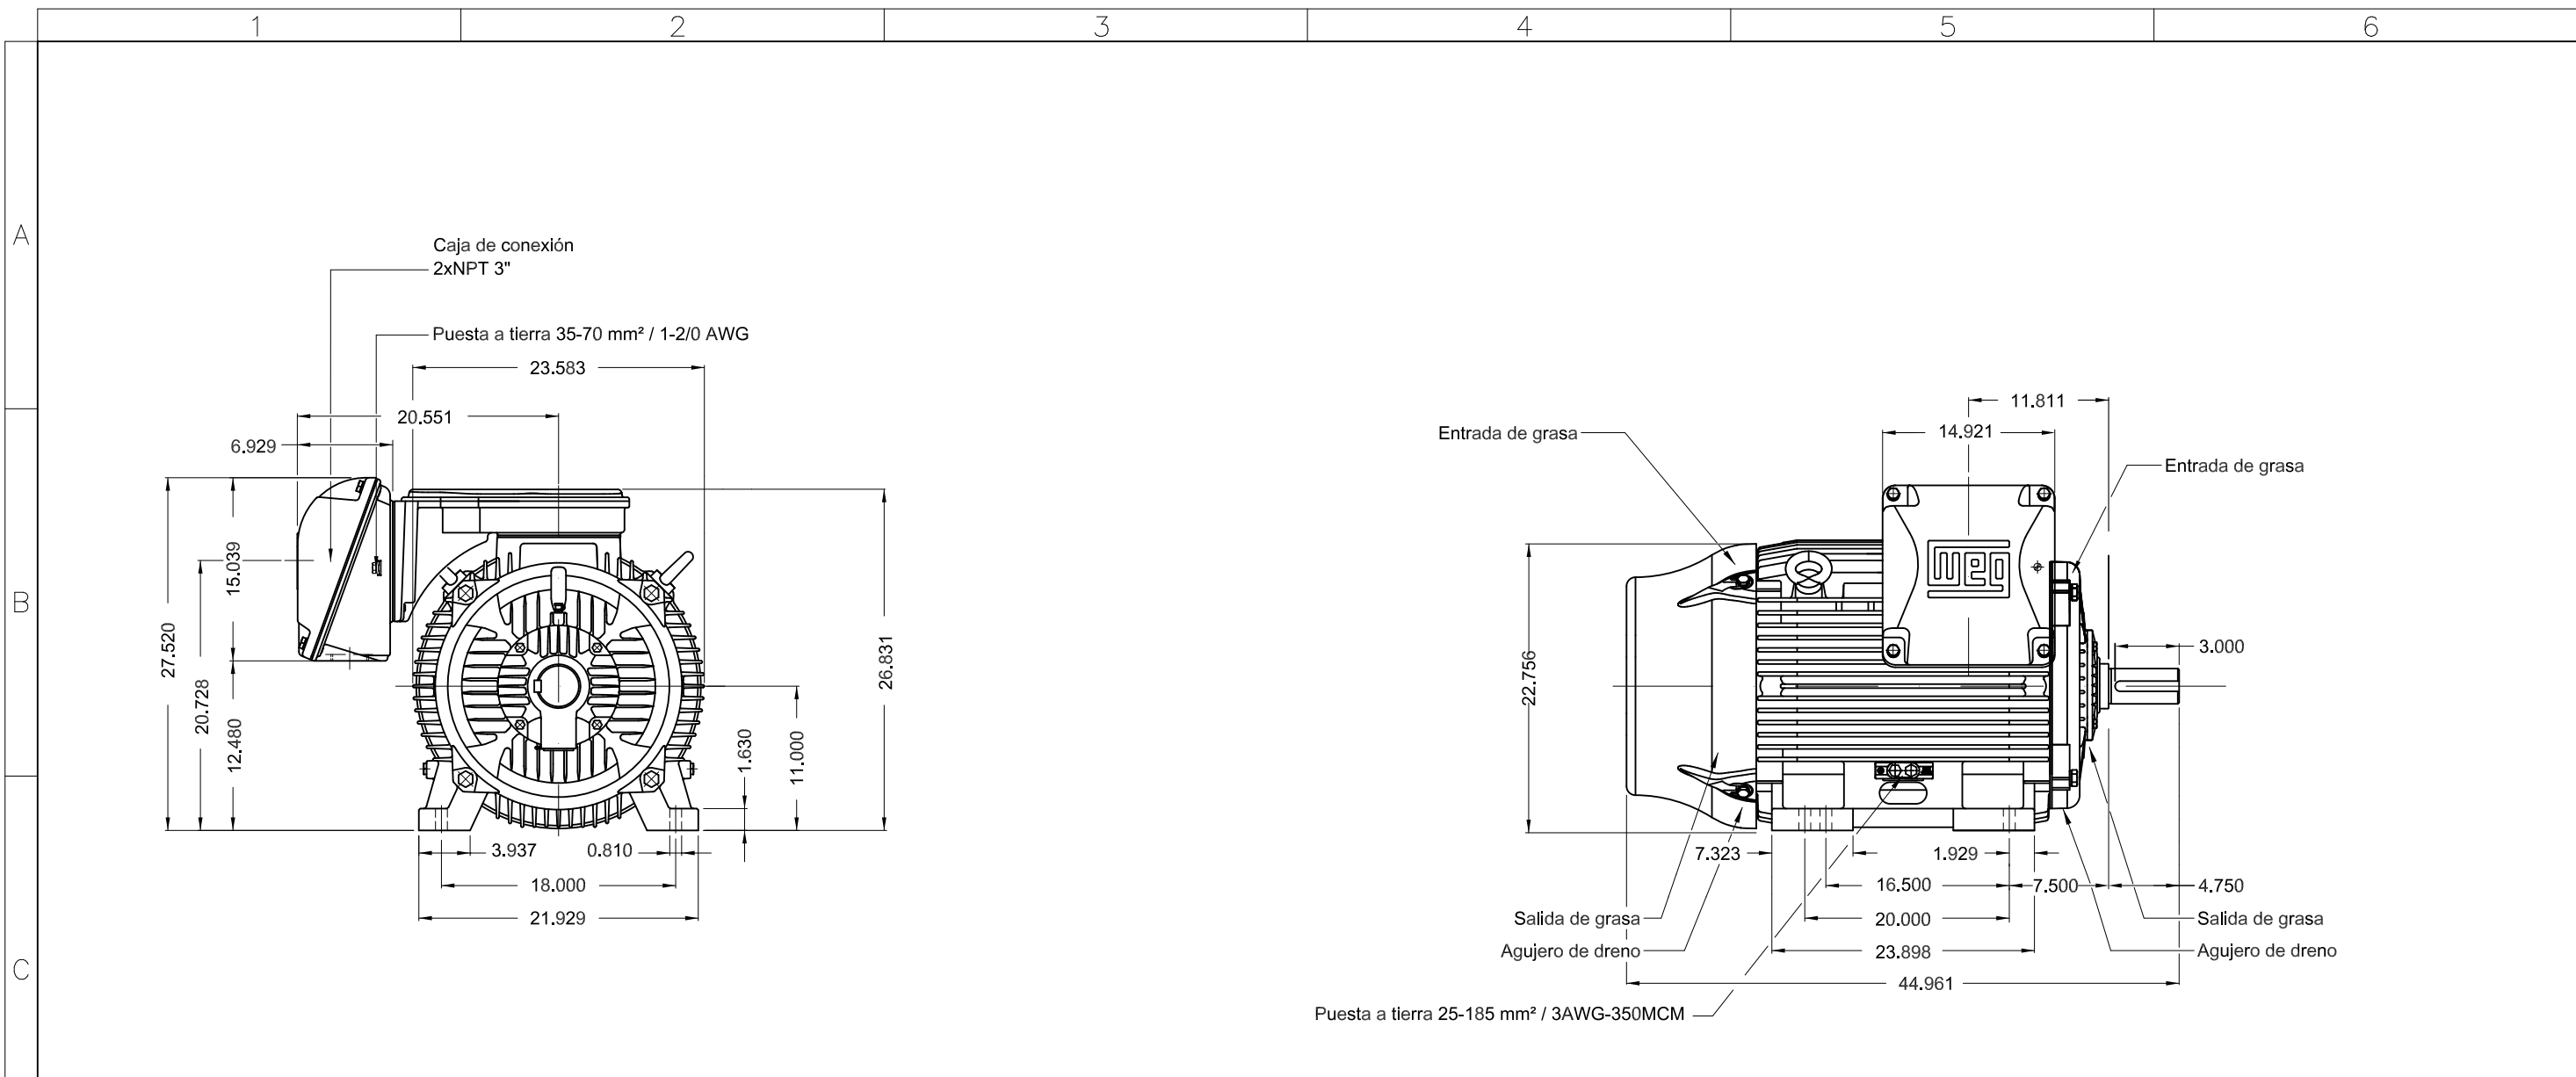 1 2 3 4 5 6
A
B
C
Caja de conexión
2xNPT 3"
Puesta a tierra 35-70 mm² / 1-2/0 AWG
23.583
20.551
6.929
27.520
20.728
15.039
12.480
26.831
11.000
1.630
3.937
0.810
18.000
21.929
11.811
14.921
Entrada de grasa
Entrada de grasa
weg
3.000
22.756
7.323
1.929
16.500
7.500
4.750
20.000
23.898
44.961
Salida de grasa
Agujero de dreno
Salida de grasa
Agujero de dreno
Puesta a tierra 25-185 mm² / 3AWG-350MCM